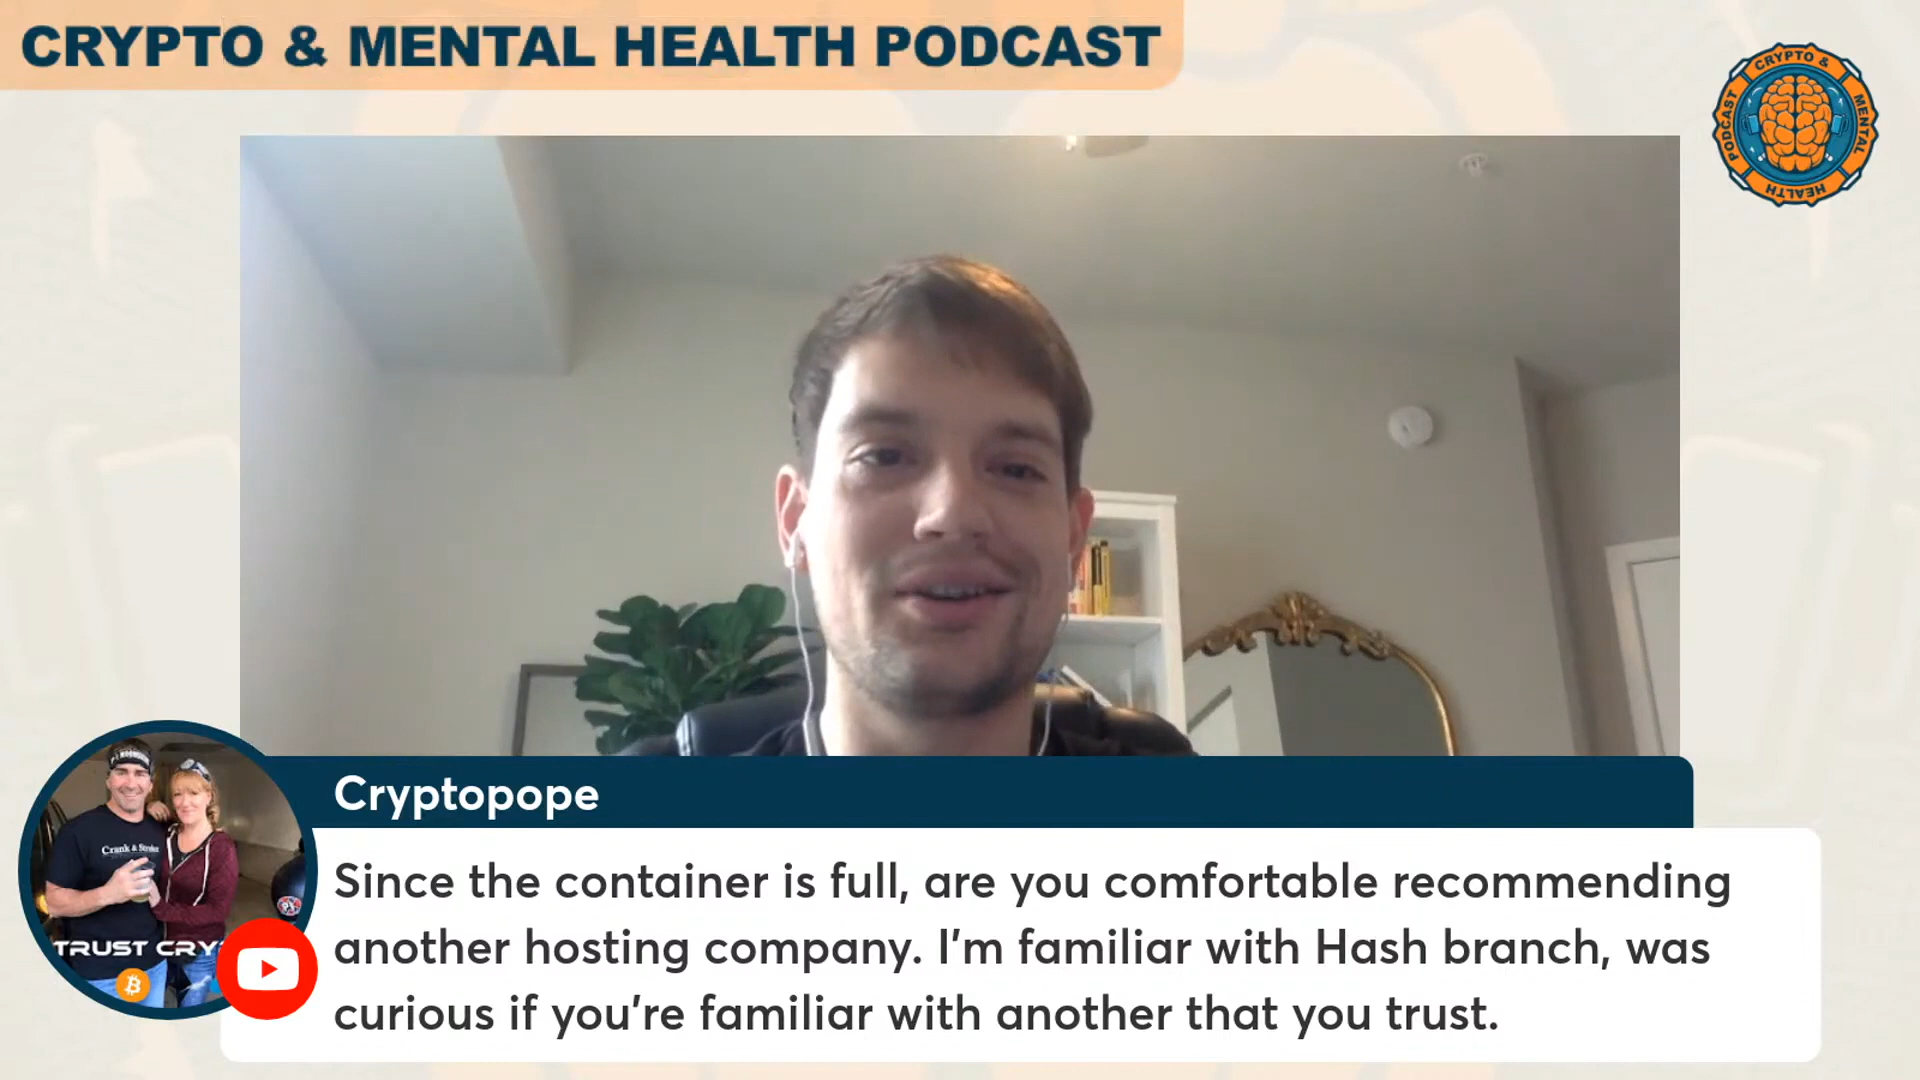 CRYPTO & MENTAL HEALTH PODCAST
CRYPTO &
MENTAL
HEALTH
PODCAST
Cryptopope
Since the container is full, are you comfortable recommending
another hosting company. I'm familiar with Hash branch, was
curious if you're familiar with another that you trust.
Crank &
TRUST CRY